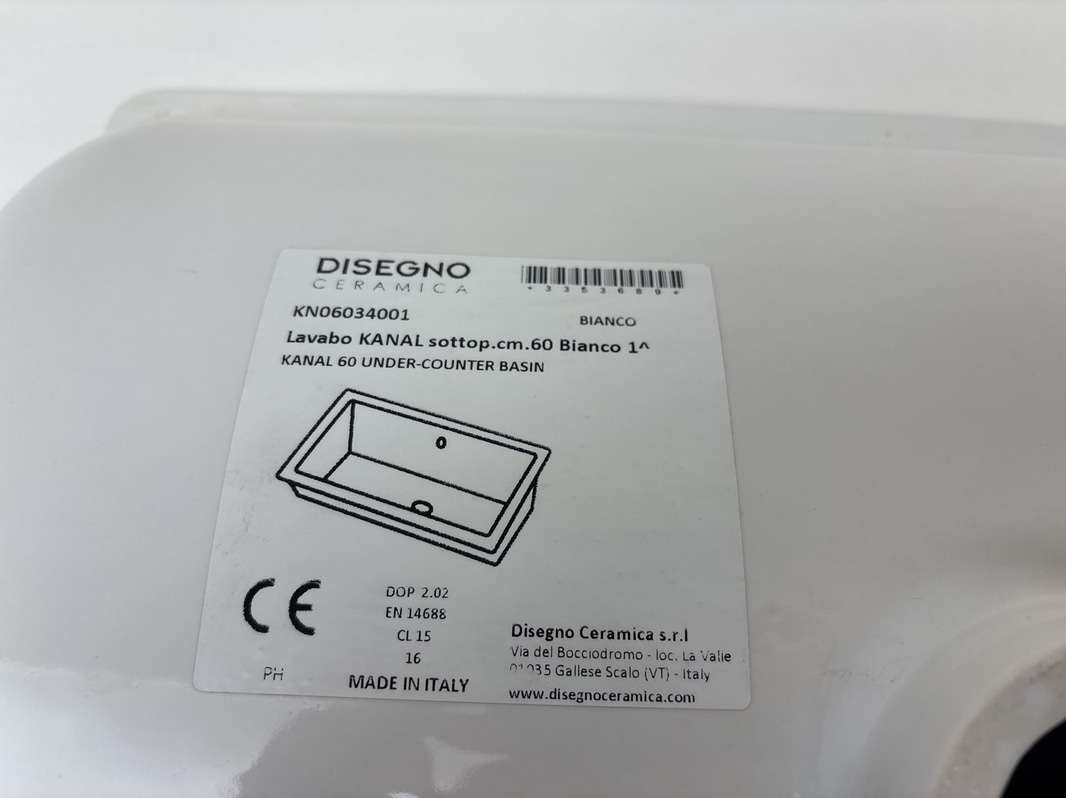 DISEGNO
CERAMICA
*3353689*
KN06034001
BIANCO
Lavabo KANAL sottop.cm.60 Bianco 1^
KANAL 60 UNDER-COUNTER BASIN
CE
DOP 2.02
EN 14688
CL 15
16
PH
MADE IN ITALY
Disegno Ceramica s.r.l
Via del Bocciodromo - loc. La Valle
Gallese Scalo (VT) - Italy
www.disegnoceramica.com